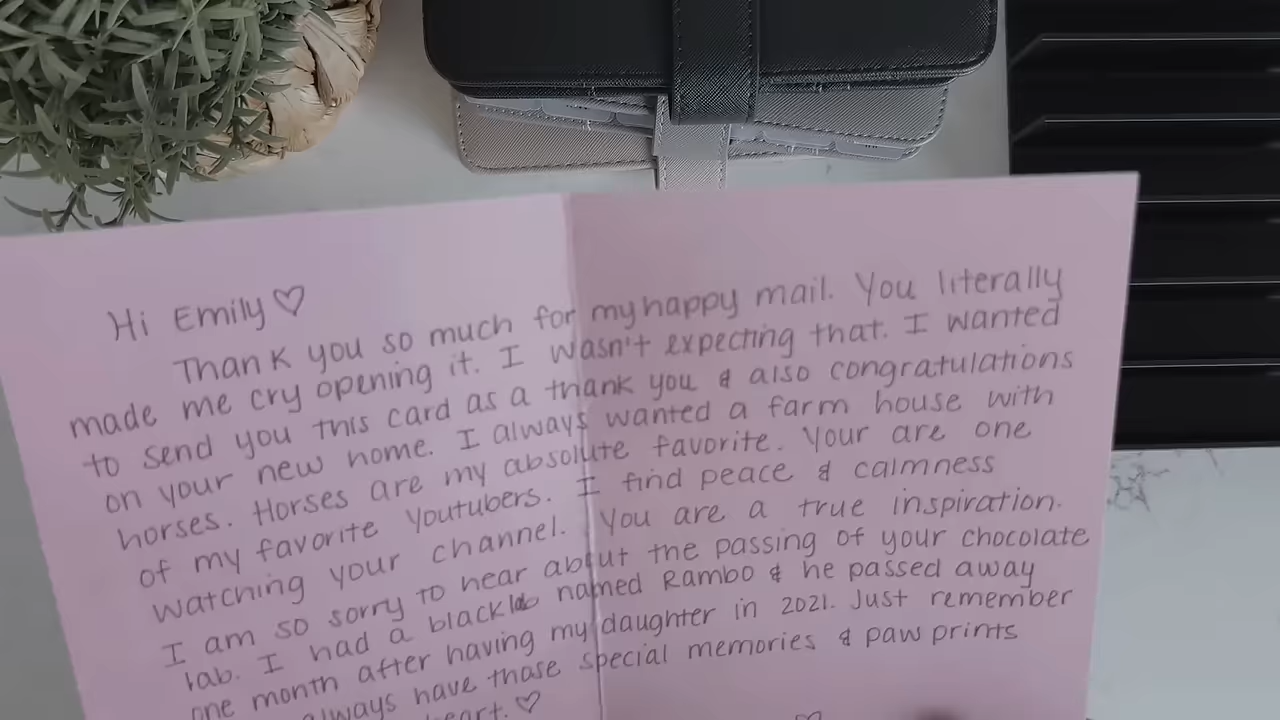 Hi Emily ♡
Thank you so much for my happy mail. You literally
made me cry opening it. I wasn't expecting that. I wanted
to send you this card as a thank you & also congratulations
on your new home. I always wanted a farm house with
horses. Horses are my absolute favorite. Your are one
of my favorite Youtubers. I find peace & calmness
watching your channel. You are a true inspiration.
I am so sorry to hear about the passing of your chocolate
lab. I had a black lab named Rambo & he passed away
one month after having my daughter in 2021. Just remember
always have those special memories & paw prints
heart. ♡